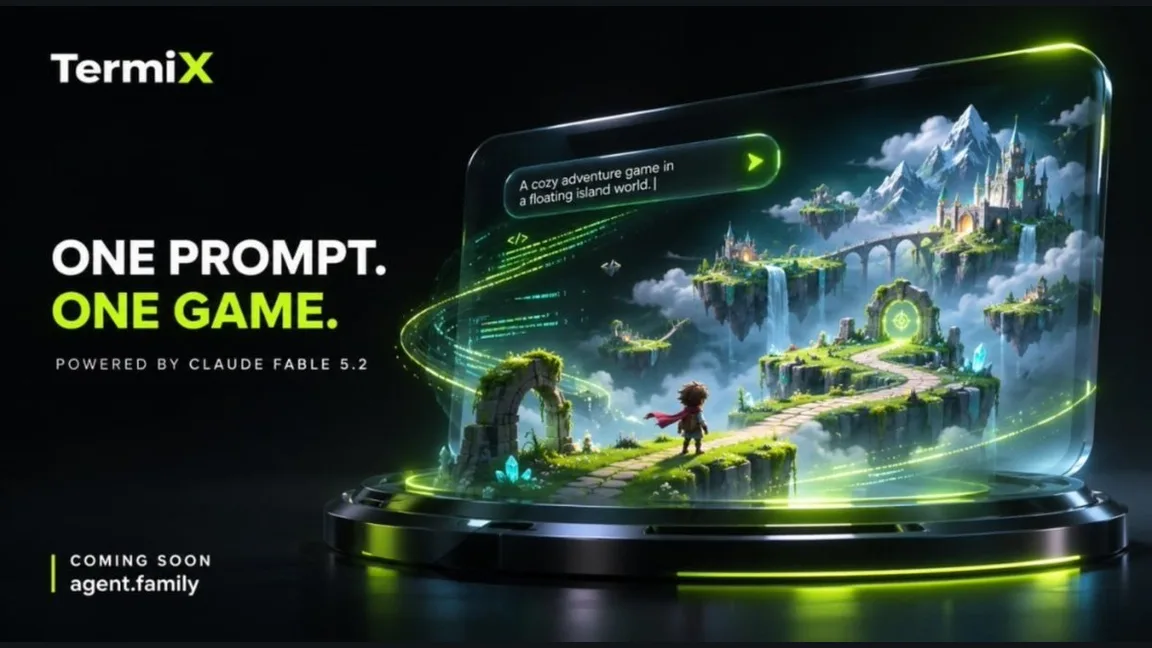 TermiX
A cozy adventure game in
a floating island world.
</>
ONE PROMPT.
ONE GAME.
POWERED BY CLAUDE FABLE 5.2
COMING SOON
agent.family